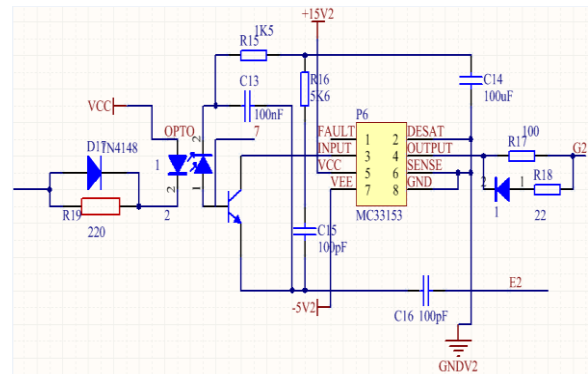 +15V2
1K5
R15
R16
5K6
C13
100nF
C14
100uF
VCC
OPTO
2
7
P6
FAULT
1
2
DESAT
INPUT
3
4
OUTPUT
VCC
5
6
SENSE
VEE
7
8
GND
MC33153
100
R17
G2
D1
1N4148
1
2
1
2
R19
220
2
1
R18
1
22
C15
100pF
-5V2
C16 100pF
E2
GNDV2